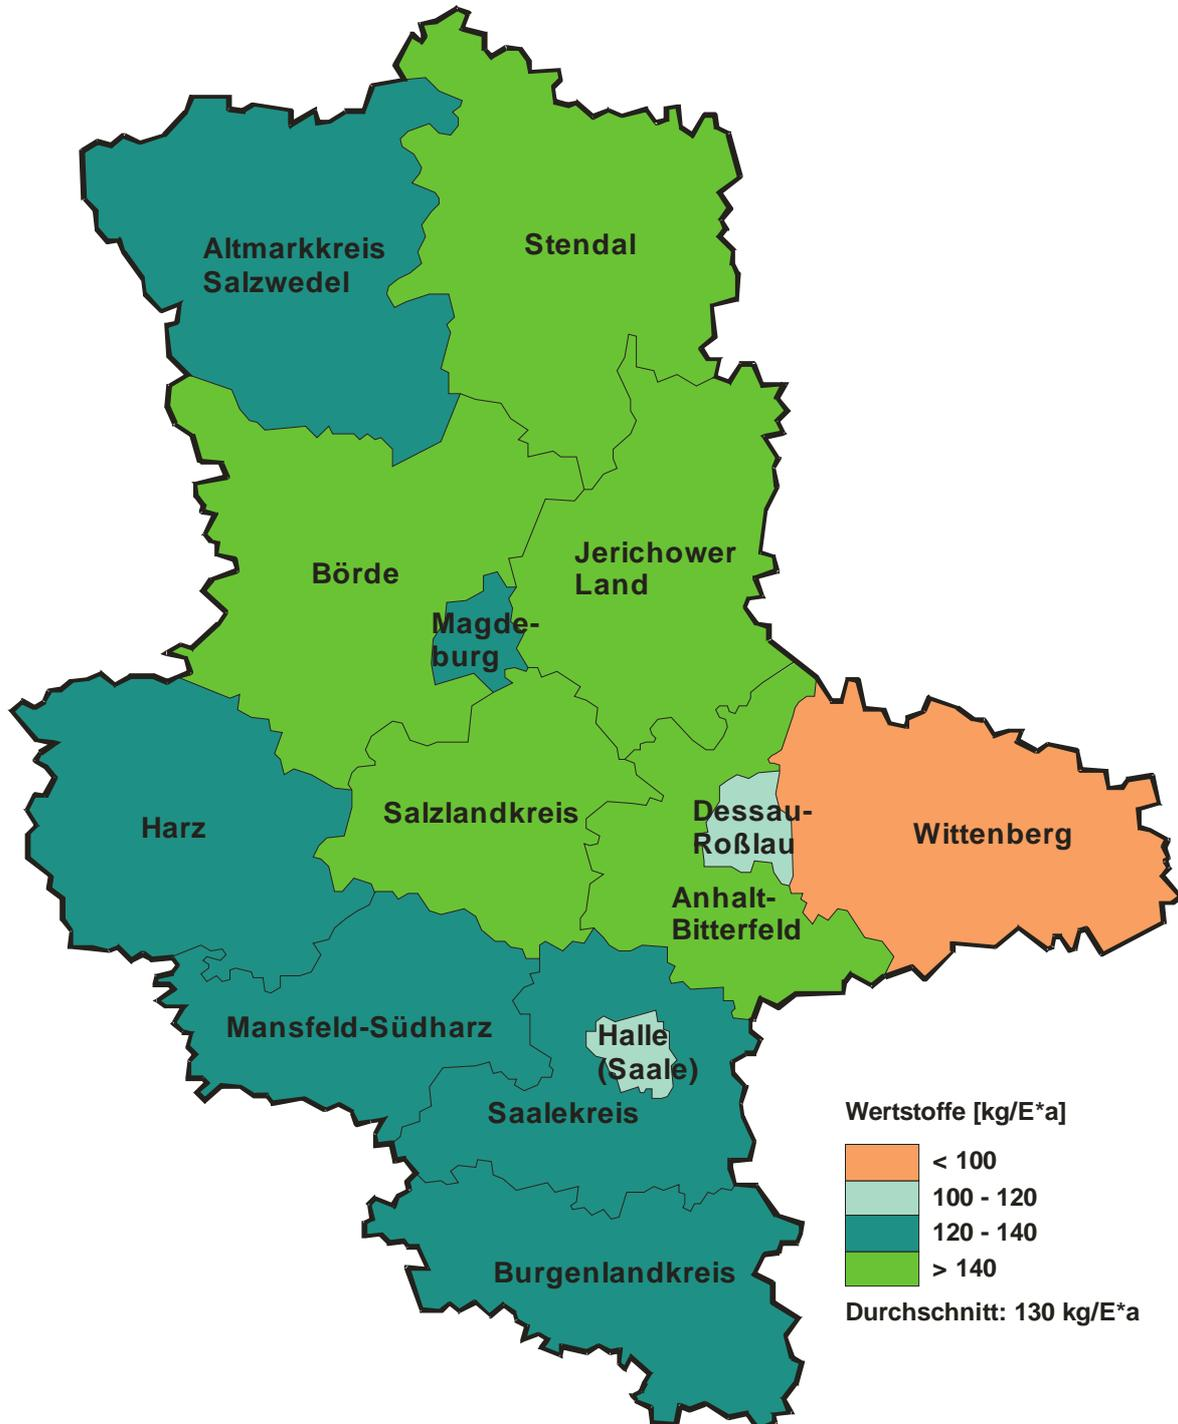 Altmarkkreis
Salzwedel
Stendal
Börde
Jerichower
Land
Magde-
burg
Harz
Salzlandkreis
Dessau-
Roßlau
Wittenberg
Anhalt-
Bitterfeld
Mansfeld-Südharz
Halle
(Saale)
Saalekreis
Burgenlandkreis
Wertstoffe [kg/E*a]
< 100
100 - 120
120 - 140
> 140
Durchschnitt: 130 kg/E*a